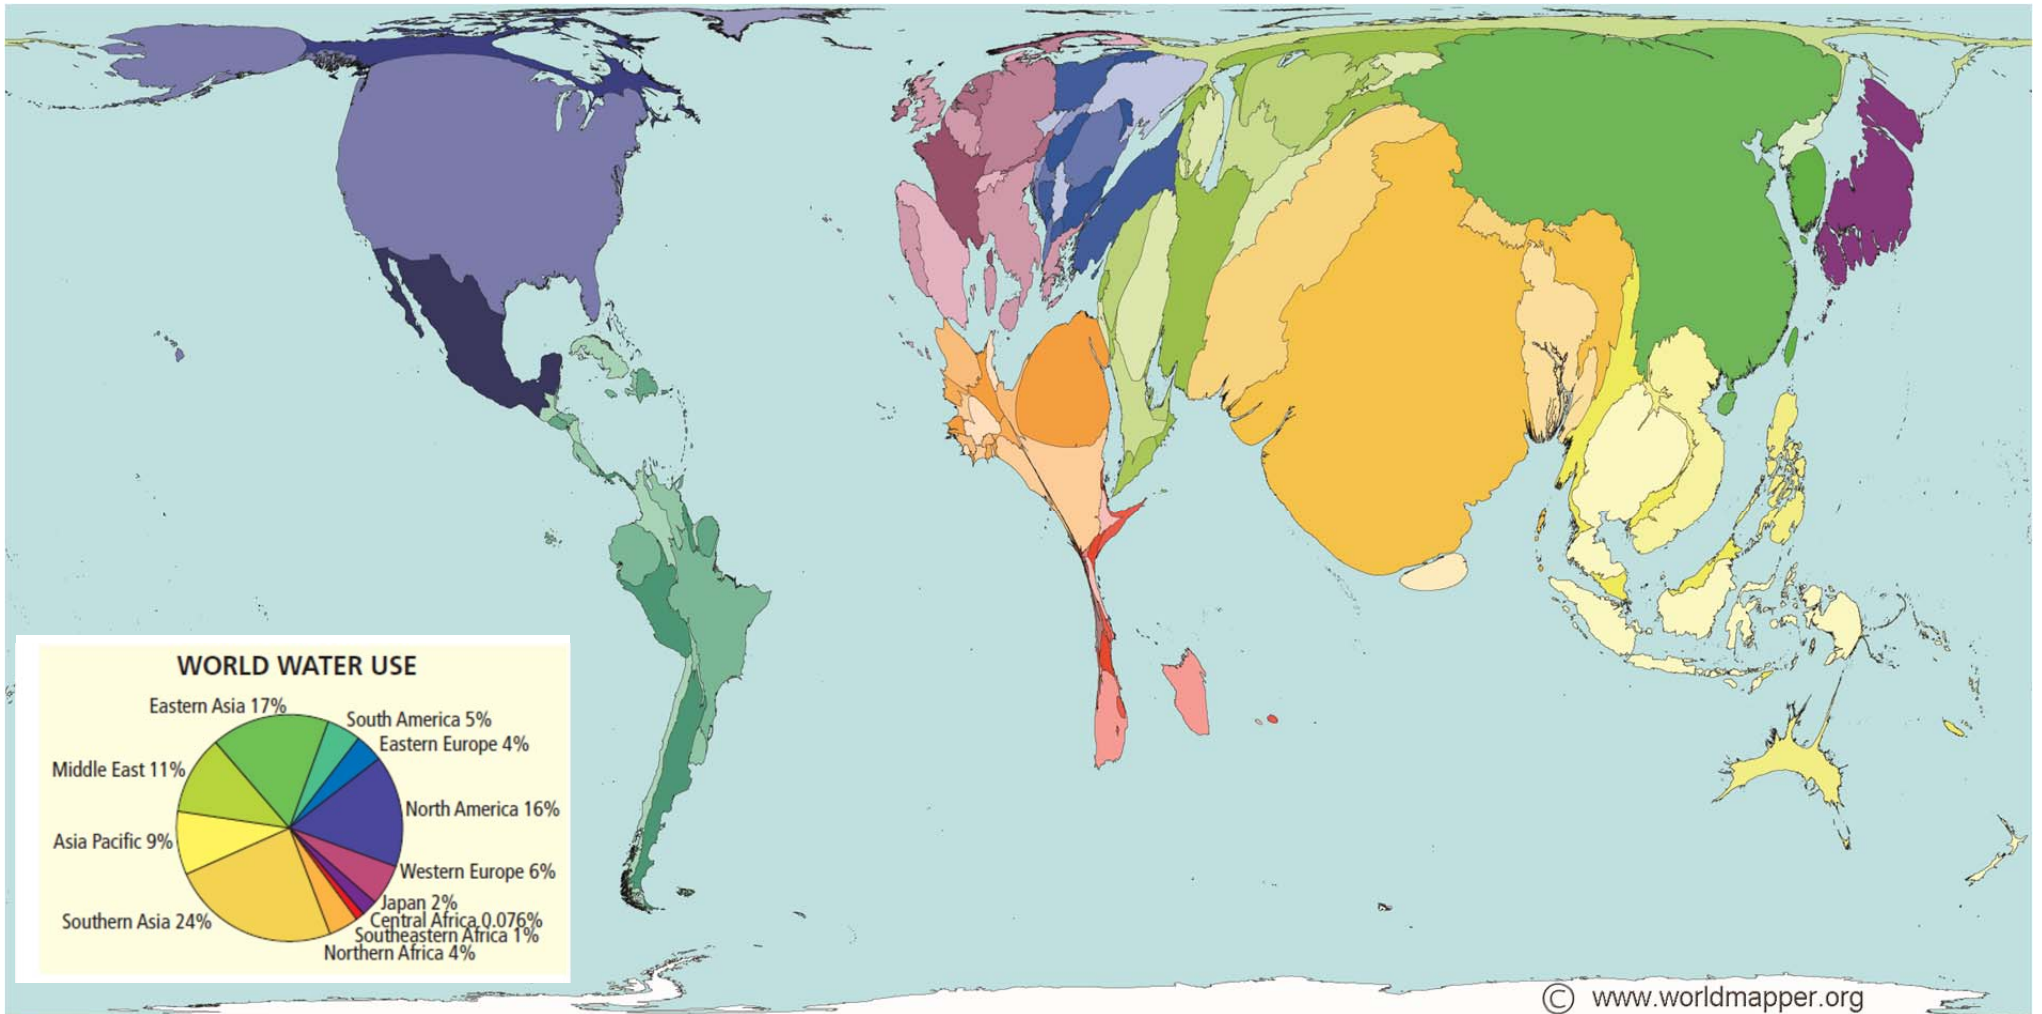 WORLD WATER USE
Eastern Asia 17%
South America 5%
Eastern Europe 4%
Middle East 11%
North America 16%
Asia Pacific 9%
Western Europe 6%
Japan 2%
Southern Asia 24%
Central Africa 0.076%
Southeastern Africa 1%
Northern Africa 4%
© www.worldmapper.org